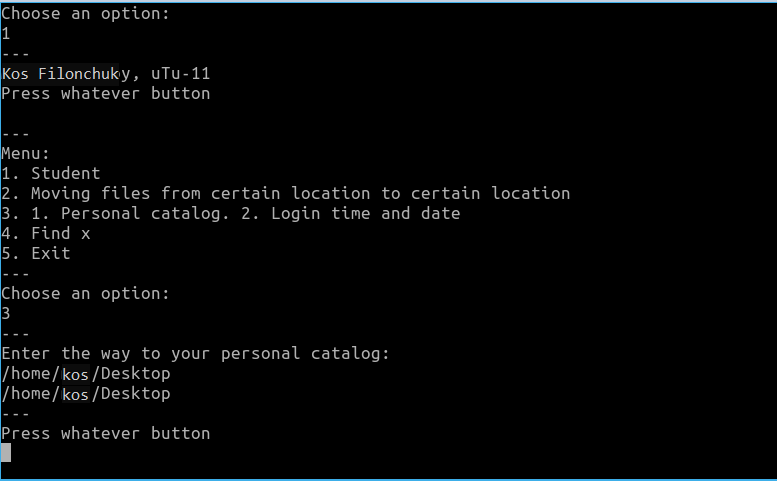 Choose an option:
1
---
Kos Filonchuky, uTu-11
Press whatever button
---
Menu:
1. Student
2. Moving files from certain location to certain location
3. 1. Personal catalog. 2. Login time and date
4. Find x
5. Exit
---
Choose an option:
3
---
Enter the way to your personal catalog:
/home/kos/Desktop
/home/kos/Desktop
---
Press whatever button